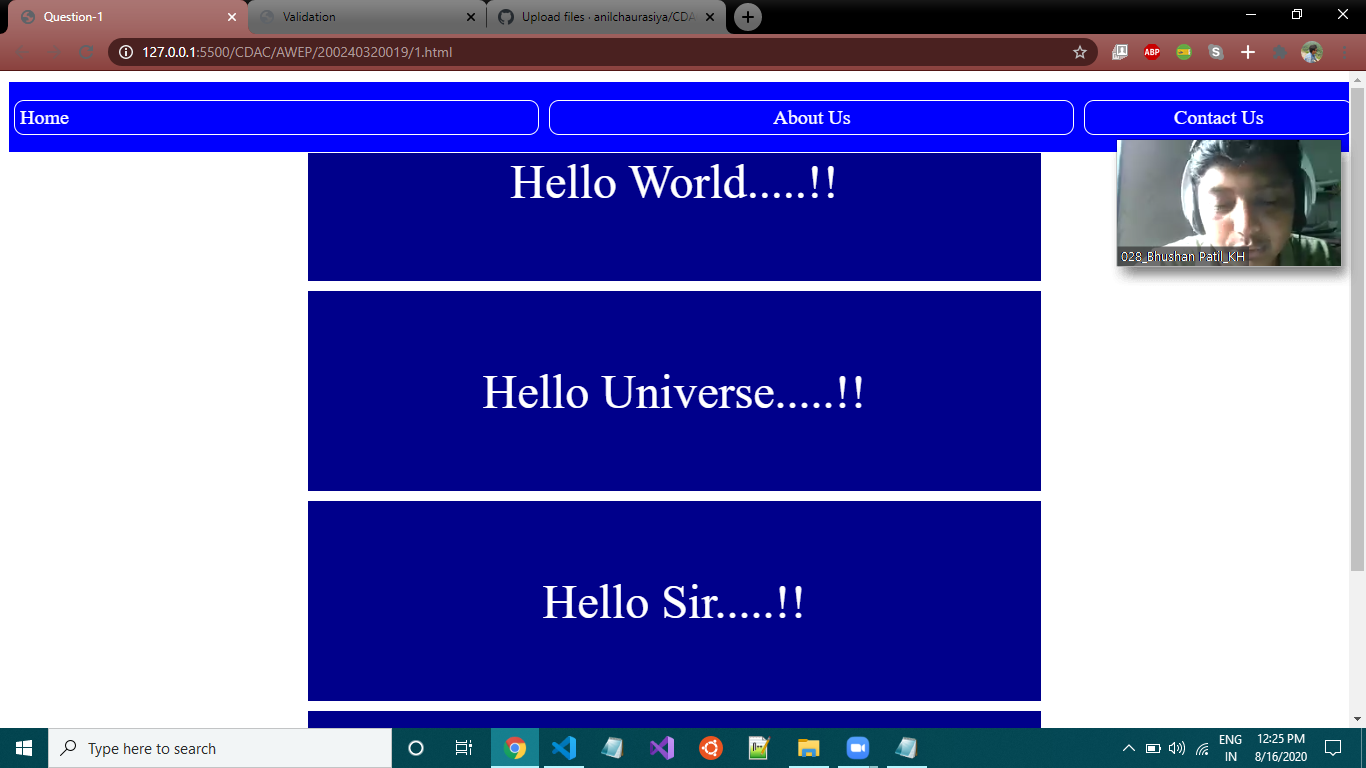 Question-1
Validation
Upload files · anilchaurasiya/CDA
127.0.0.1:5500/CDAC/AWEP/200240320019/1.html
ABP
Home
About Us
Contact Us
Hello World.....!!
028_Bhushan Patil_KH
Hello Universe.....!!
Hello Sir.....!!
Type here to search
ENG
IN
12:25 PM
8/16/2020